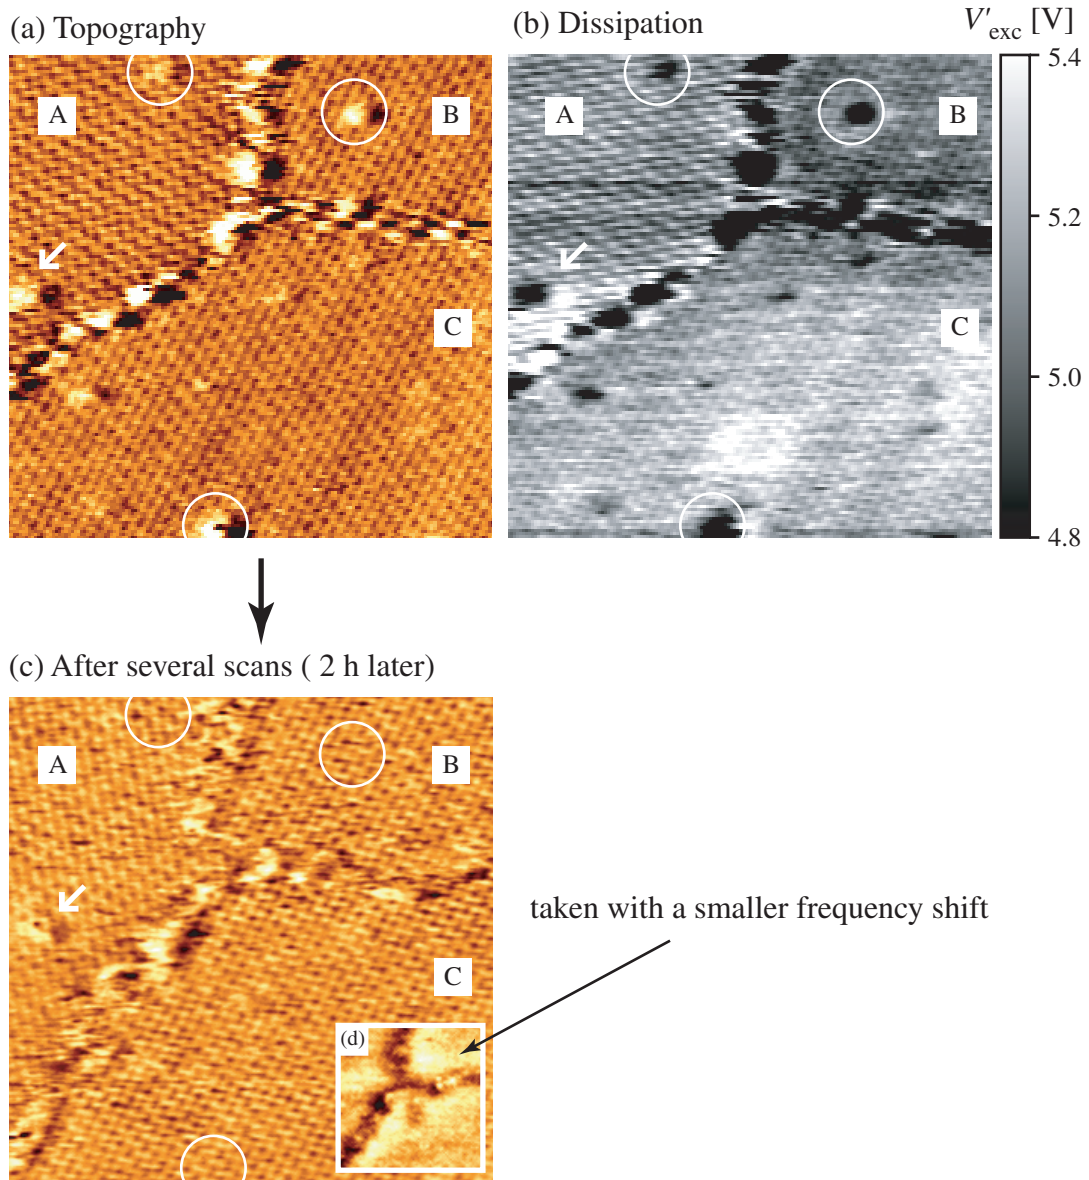 (a) Topography
(b) Dissipation
V′exc [V]
A
B
C
A
B
C
5.4
5.2
5.0
4.8
(c) After several scans ( 2 h later)
A
B
C
taken with a smaller frequency shift
(d)